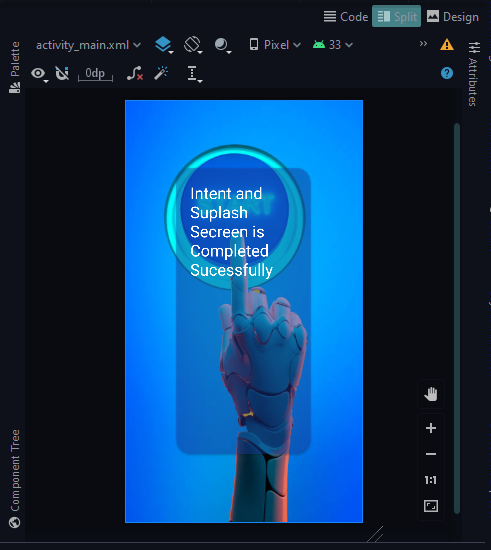 Code
Split
Design
activity_main.xml
Pixel
33
0dp
Palette
Attributes
Intent and
Suplash
Secreen is
Completed
Sucessfully
Component Tree
1:1